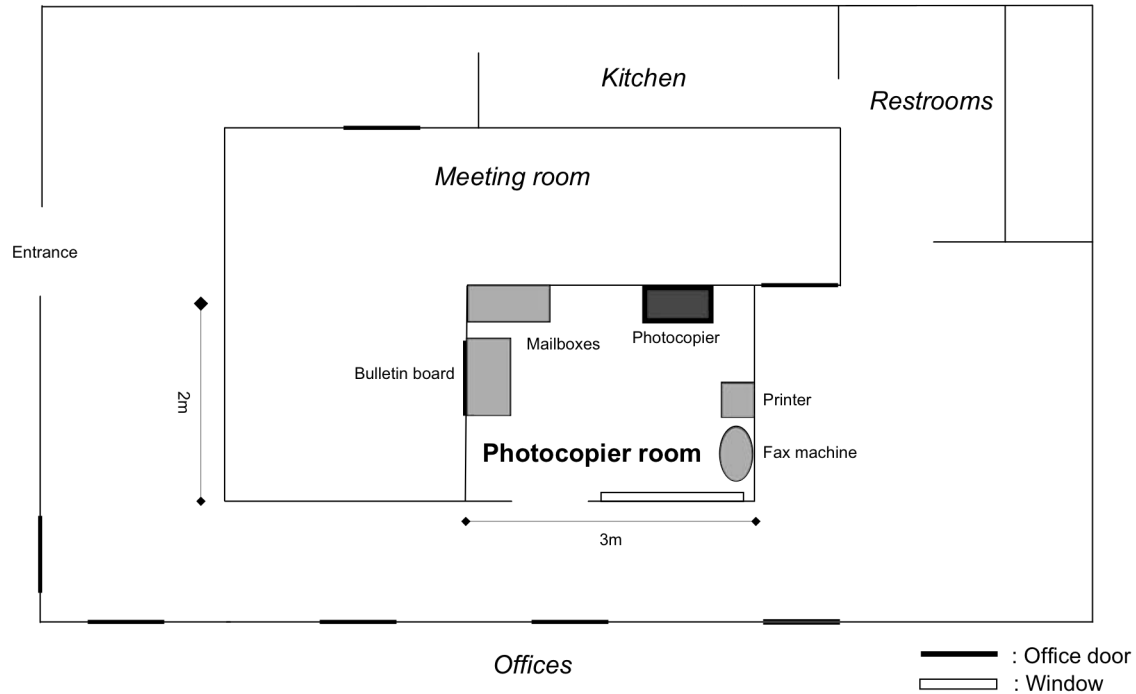 Kitchen
Restrooms
Meeting room
Entrance
Mailboxes
Photocopier
Bulletin board
2m
Printer
Photocopier room
Fax machine
3m
Offices
: Office door
: Window